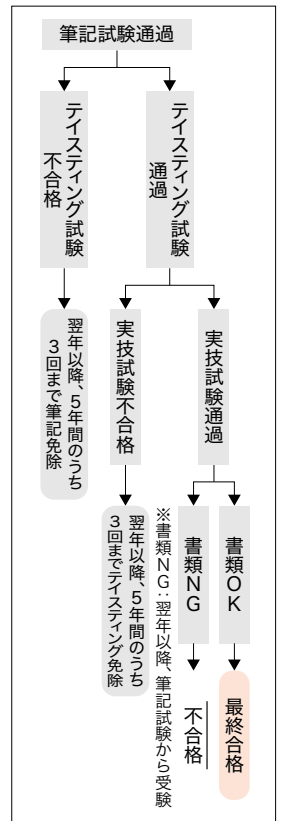 筆記試験通過
テイスティング試験
不合格
テイスティング試験
通過
翌年以降、5年間のうち
3回まで筆記免除
実技試験不合格
実技試験通過
翌年以降、5年間のうち
3回までテイスティング免除
※書類NG:翌年以降、筆記試験から受験
書類NG
書類OK
不合格
最終合格